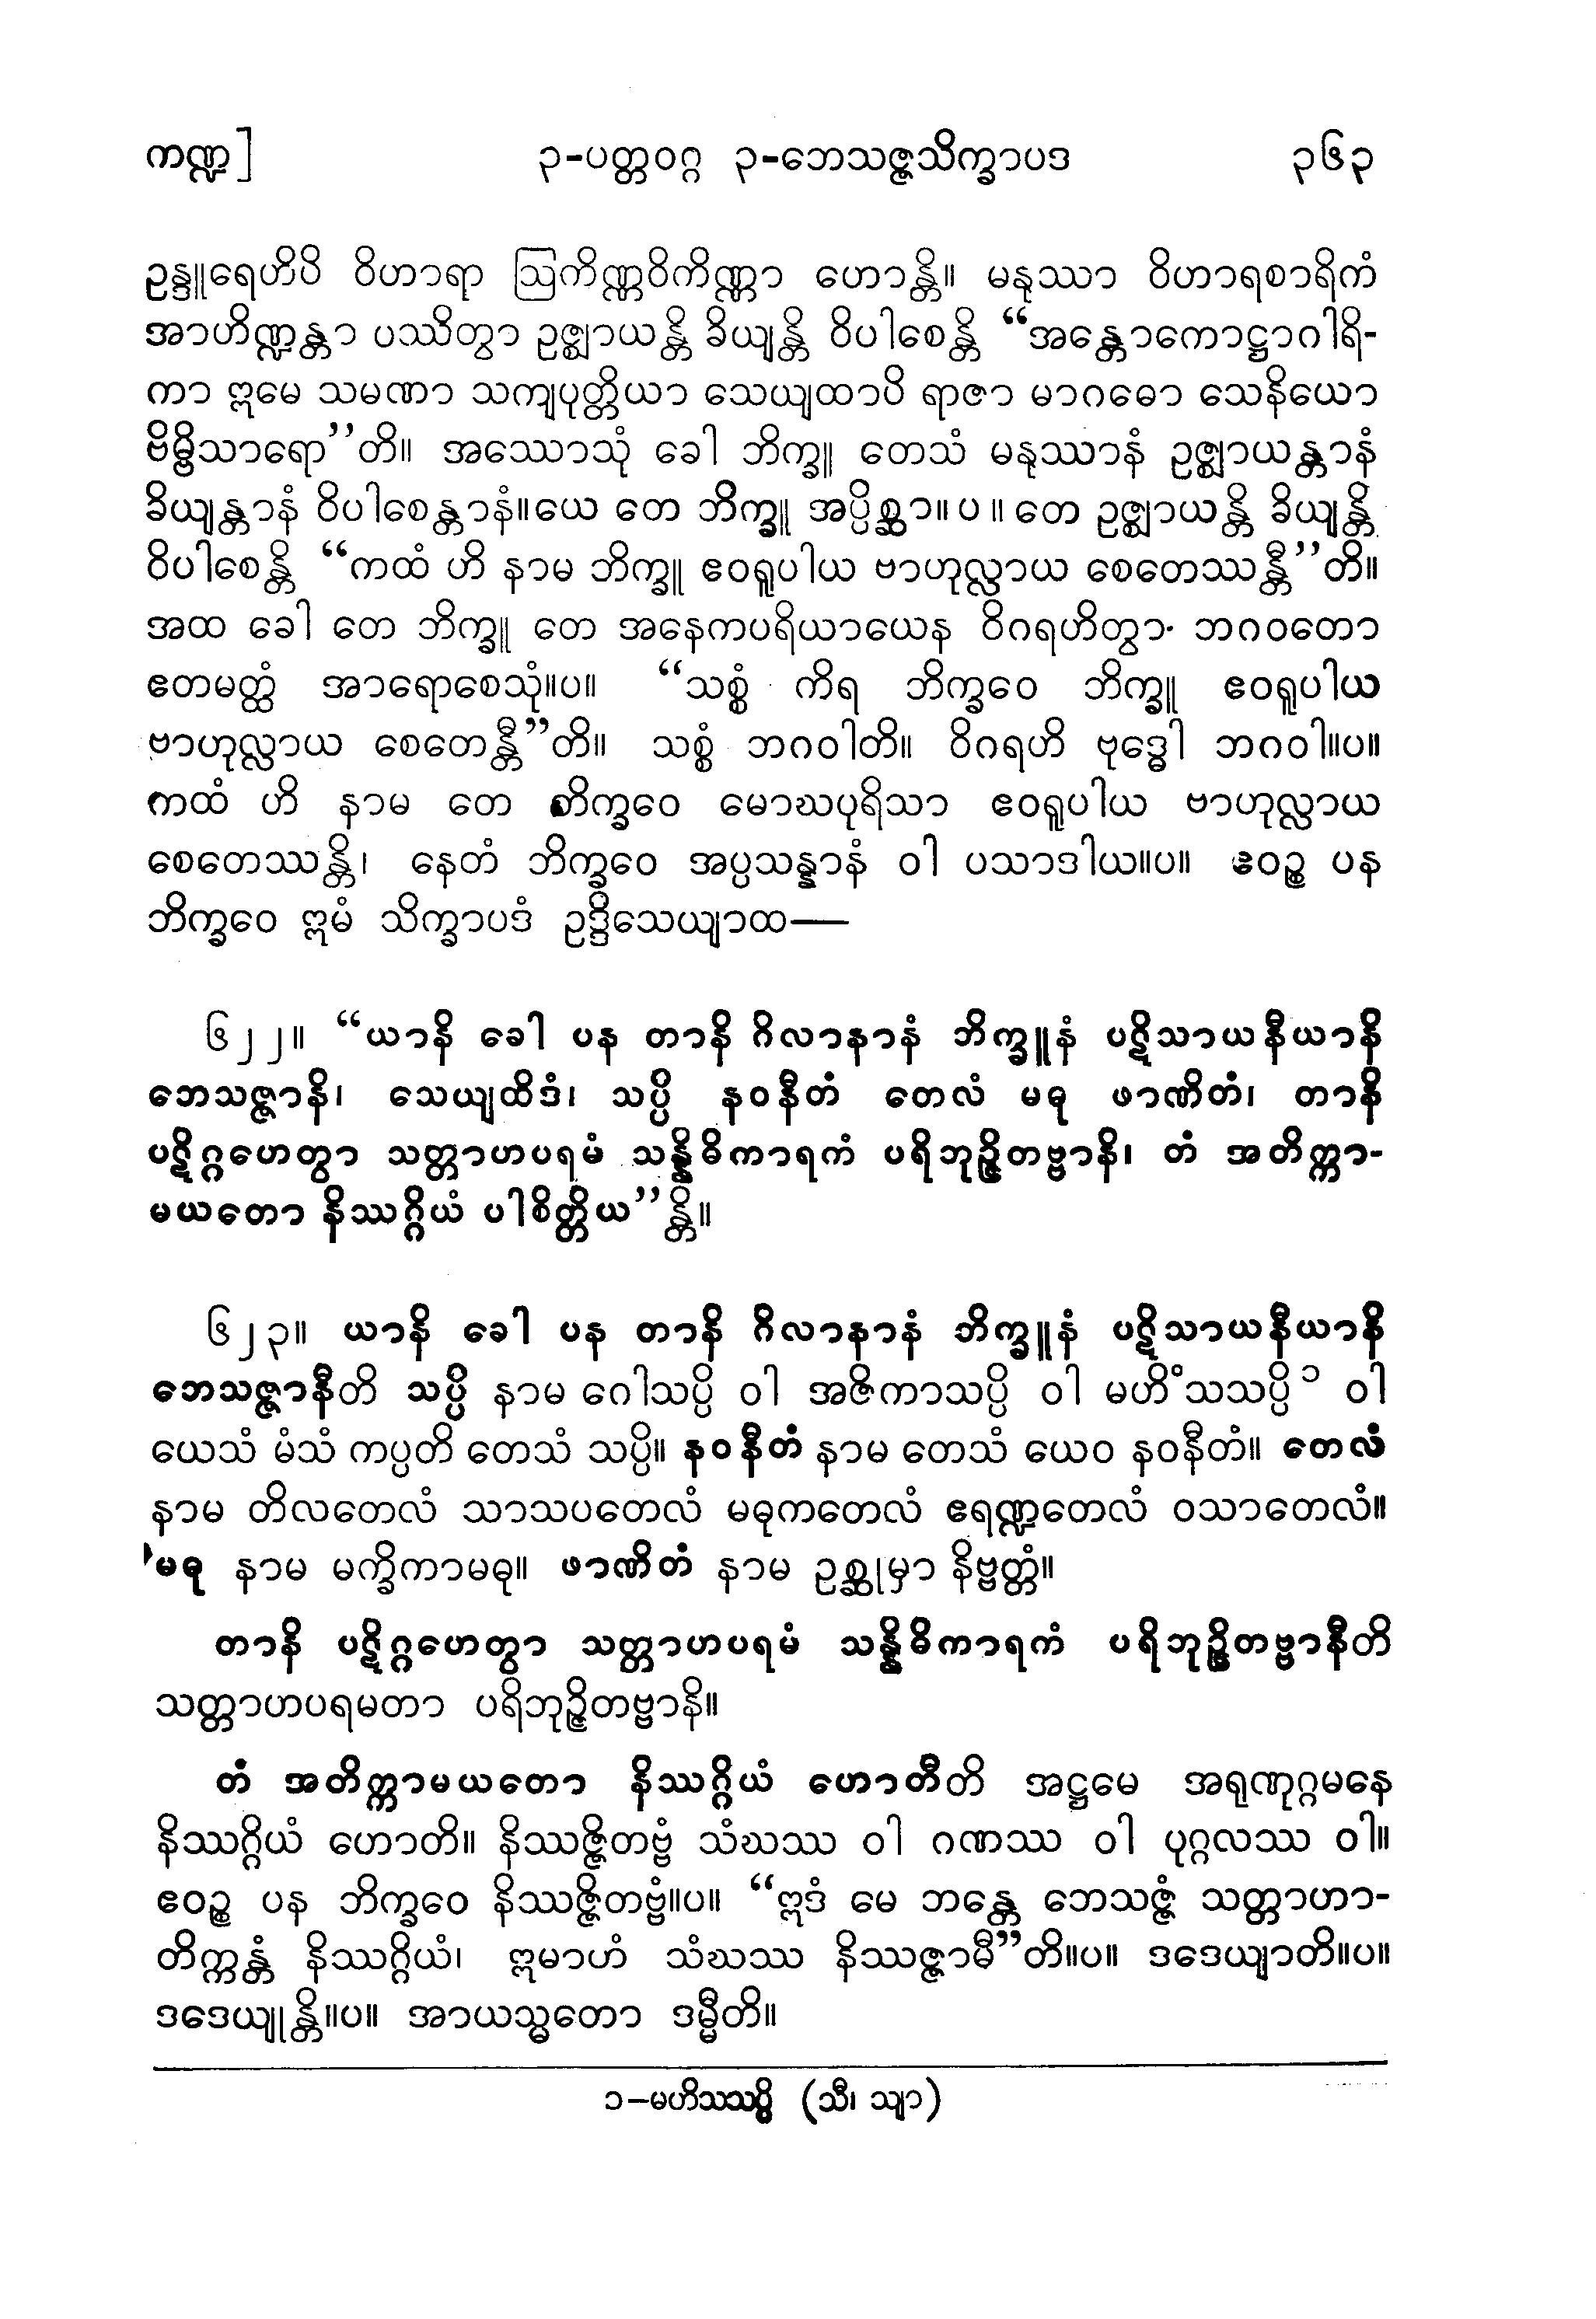 ကဏ္ဍ] ၃-ပတ္တဝဂ္ဂ ၃-ဘေသဇ္ဇသိက္ခာပဒ ၃၆၃
ဥန္ဒူရေဟိပိ ဝိဟာရာ ဩကိဏ္ဏဝိကိဏ္ဏာ ဟောန္တိ။ မနုဿာ ဝိဟာရစာရိကံ
အာဟိဏ္ဍန္တာ ပဿိတွာ ဥဇ္ဈာယန္တိ ခိယျန္တိ ဝိပါစေန္တိ “အန္တောကောဋ္ဌာဂါရိ-
ကာ ဣမေ သမဏာ သကျပုတ္တိယာ သေယျထာပိ ရာဇာ မာဂဓော သေနိယော
ဗိမ္ဗိသာရော”တိ။ အဿောသုံ ခေါ ဘိက္ခူ တေသံ မနုဿာနံ ဥဇ္ဈာယန္တာနံ
ခိယျန္တာနံ ဝိပါစေန္တာနံ။ယေ တေ ဘိက္ခူ အပ္ပိစ္ဆာ။ပ။ တေ ဥဇ္ဈာယန္တိ ခိယျန္တိ
ဝိပါစေန္တိ “ကထံ ဟိ နာမ ဘိက္ခူ ဧဝရူပါယ ဗာဟုလ္လာယ စေတေဿန္တီ”တိ။
အထ ခေါ တေ ဘိက္ခူ တေ အနေကပရိယာယေန ဝိဂရဟိတွာ ဘဂဝတော
ဧတမတ္ထံ အာရောစေသုံ။ပ။ “သစ္စံ ကိရ ဘိက္ခဝေ ဘိက္ခူ ဧဝရူပါယ
ဗာဟုလ္လာယ စေတေန္တီ”တိ။ သစ္စံ ဘဂဝါတိ။ ဝိဂရဟိ ဗုဒ္ဓေါ ဘဂဝါ။ပ။
ကထံ ဟိ နာမ တေ ဘိက္ခဝေ မောဃပုရိသာ ဧဝရူပါယ ဗာဟုလ္လာယ
စေတေဿန္တိ၊ နေတံ ဘိက္ခဝေ အပ္ပသန္နာနံ ဝါ ပသာဒါယ။ပ။ ဧဝဉ္စ ပန
ဘိက္ခဝေ ဣမံ သိက္ခာပဒံ ဥဒ္ဒိသေယျာထ—
၆၂၂။ “ယာနိ ခေါ ပန တာနိ ဂိလာနာနံ ဘိက္ခူနံ ပဋိသာယနီယာနိ
ဘေသဇ္ဇာနိ၊ သေယျထိဒံ၊ သပ္ပိ နဝနီတံ တေလံ မဓု ဖာဏိတံ၊ တာနိ
ပဋိဂ္ဂဟေတွာ သတ္တာဟပရမံ သန္နိဓိကာရကံ ပရိဘုဉ္ဇိတဗ္ဗာနိ၊ တံ အတိက္ကာ-
မယတော နိဿဂ္ဂိယံ ပါစိတ္တိယ”န္တိ။
၆၂၃။ ယာနိ ခေါ ပန တာနိ ဂိလာနာနံ ဘိက္ခူနံ ပဋိသာယနီယာနိ
ဘေသဇ္ဇာနီတိ သပ္ပိ နာမ ဂေါသပ္ပိ ဝါ အဇိကာသပ္ပိ ဝါ မဟိံသသပ္ပိ ၁ ဝါ
ယေသံ မံသံ ကပ္ပတိ တေသံ သပ္ပိ။ နဝနီတံ နာမ တေသံ ယေဝ နဝနီတံ။ တေလံ
နာမ တိလတေလံ သာသပတေလံ မဓုကတေလံ ဧရဏ္ဍတေလံ ဝသာတေလံ။
မဓု နာမ မက္ခိကာမဓု။ ဖာဏိတံ နာမ ဥစ္ဆုမှာ နိဗ္ဗတ္တံ။
တာနိ ပဋိဂ္ဂဟေတွာ သတ္တာဟပရမံ သန္နိဓိကာရကံ ပရိဘုဉ္ဇိတဗ္ဗာနီတိ
သတ္တာဟပရမတာ ပရိဘုဉ္ဇိတဗ္ဗာနိ။
တံ အတိက္ကာမယတော နိဿဂ္ဂိယံ ဟောတီတိ အဋ္ဌမေ အရုဏုဂ္ဂမနေ
နိဿဂ္ဂိယံ ဟောတိ။ နိဿဇ္ဇိတဗ္ဗံ သံဃဿ ဝါ ဂဏဿ ဝါ ပုဂ္ဂလဿ ဝါ။
ဧဝဉ္စ ပန ဘိက္ခဝေ နိဿဇ္ဇိတဗ္ဗံ။ပ။ “ဣဒံ မေ ဘန္တေ ဘေသဇ္ဇံ သတ္တာဟာ-
တိက္ကန္တံ နိဿဂ္ဂိယံ၊ ဣမာဟံ သံဃဿ နိဿဇ္ဇာမီ”တိ။ပ။ ဒဒေယျာတိ။ပ။
ဒဒေယျုန္တိ။ပ။ အာယသ္မတော ဒမ္မီတိ။
၁–မဟိသသပ္ပိ (သီ၊ သျာ)